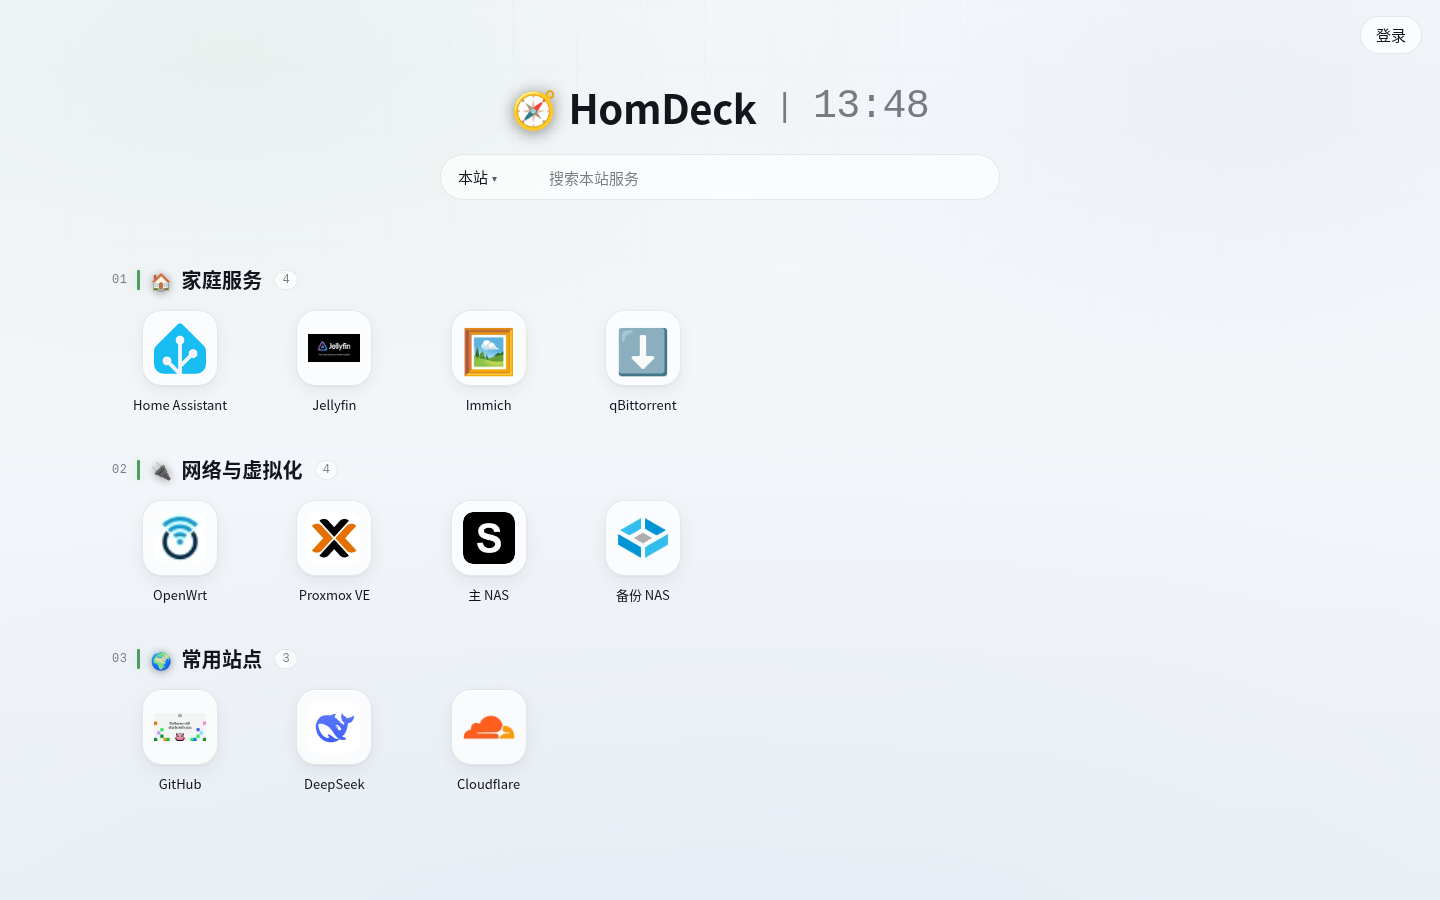 登录
HomDeck | 13:48
本站 ▾ 搜索本站服务
01 家庭服务 4
Jellyfin
Home Assistant Jellyfin Immich qBittorrent
02 网络与虚拟化 4
S
OpenWrt Proxmox VE 主 NAS 备份 NAS
03 常用站点 3
GitHub DeepSeek Cloudflare